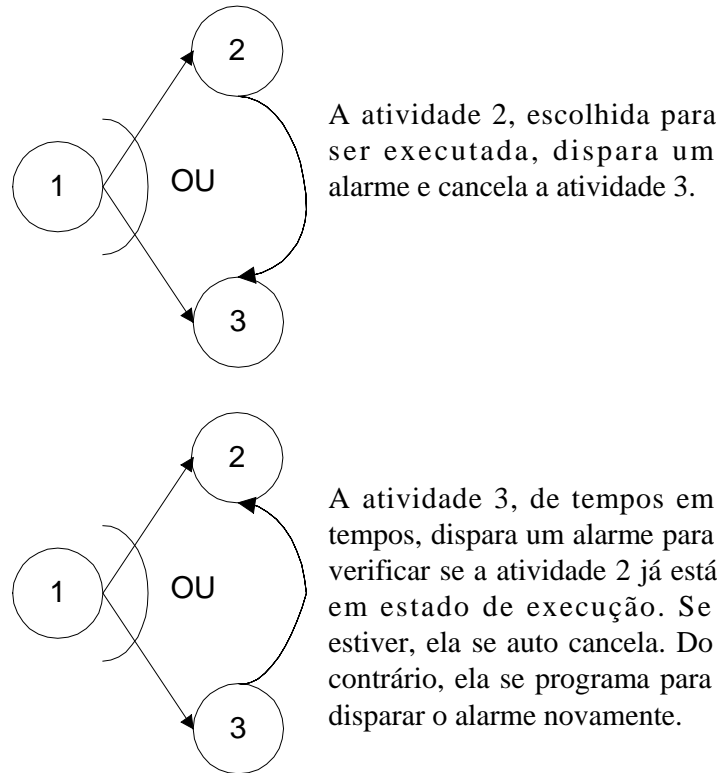 2
A atividade 2, escolhida para
ser executada, dispara um
alarme e cancela a atividade 3.
1
OU
3
2
A atividade 3, de tempos em
tempos, dispara um alarme para
verificar se a atividade 2 já está
em estado de execução. Se
estiver, ela se auto cancela. Do
contrário, ela se programa para
disparar o alarme novamente.
1
OU
3